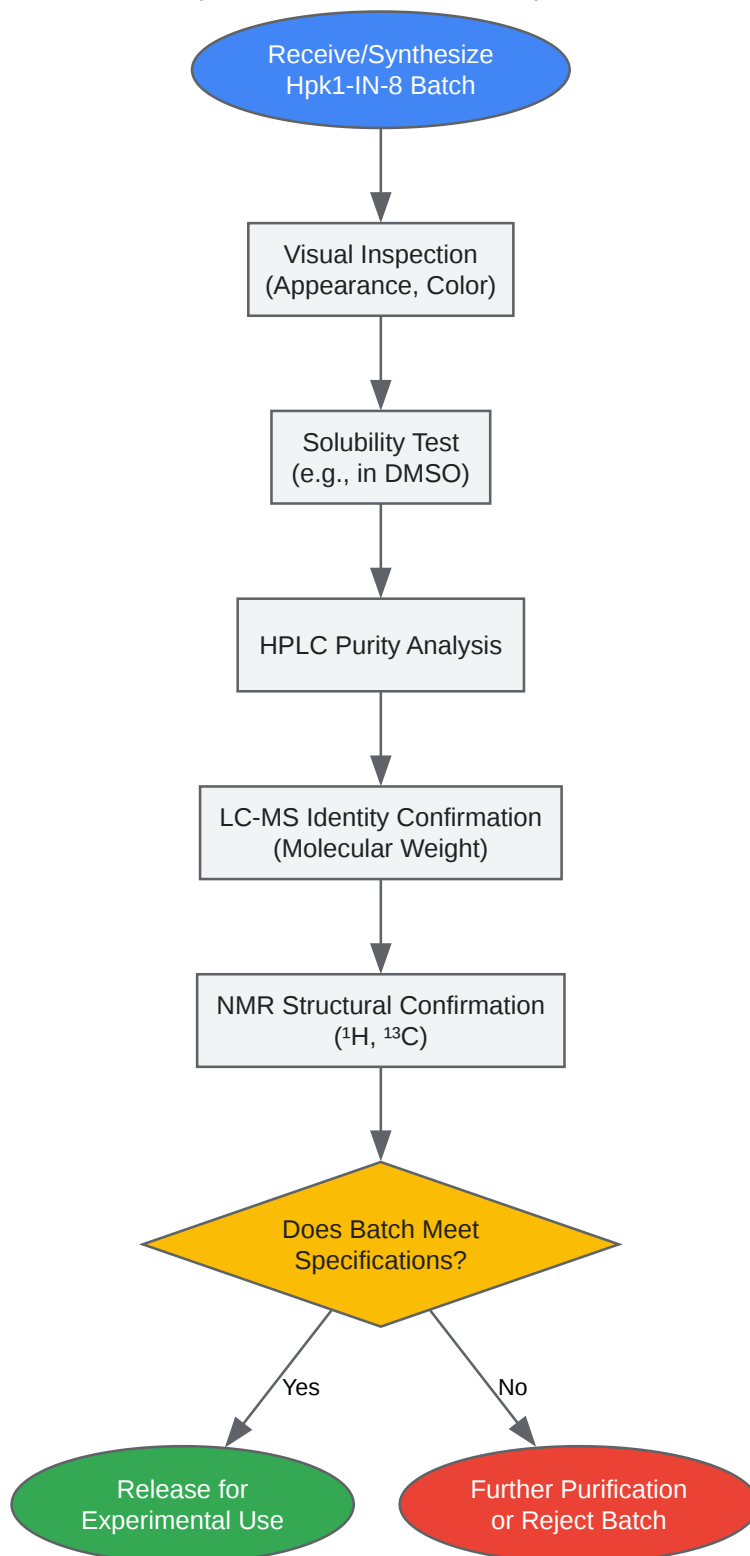 Receive/Synthesize
Hpk1-IN-8 Batch
Visual Inspection
(Appearance, Color)
Solubility Test
(e.g., in DMSO)
HPLC Purity Analysis
LC-MS Identity Confirmation
(Molecular Weight)
NMR Structural Confirmation
(¹H, ¹³C)
Does Batch Meet
Specifications?
Yes
No
Release for
Experimental Use
Further Purification
or Reject Batch